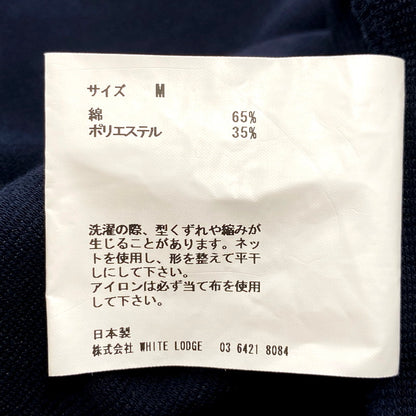 サイズ M
綿 65%
ポリエステル 35%
洗濯の際、型くずれや縮みが
生じることがあります。ネッ
トを使用し、形を整えて平干
しにして下さい。
アイロンは必ず当て布を使用
して下さい。
日本製
株式会社 WHITE LODGE 03 6421 8084